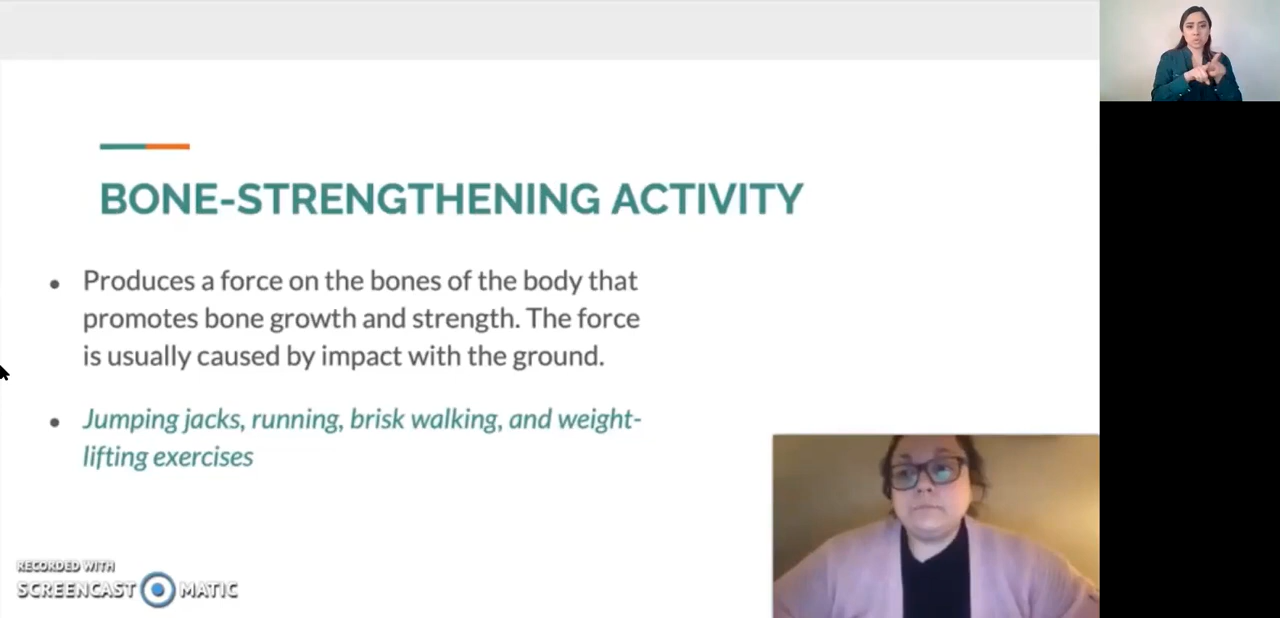 BONE-STRENGTHENING ACTIVITY
● Produces a force on the bones of the body that
promotes bone growth and strength. The force
is usually caused by impact with the ground.
● Jumping jacks, running, brisk walking, and weight-
lifting exercises
RECORDED WITH
SCREENCAST MATIC